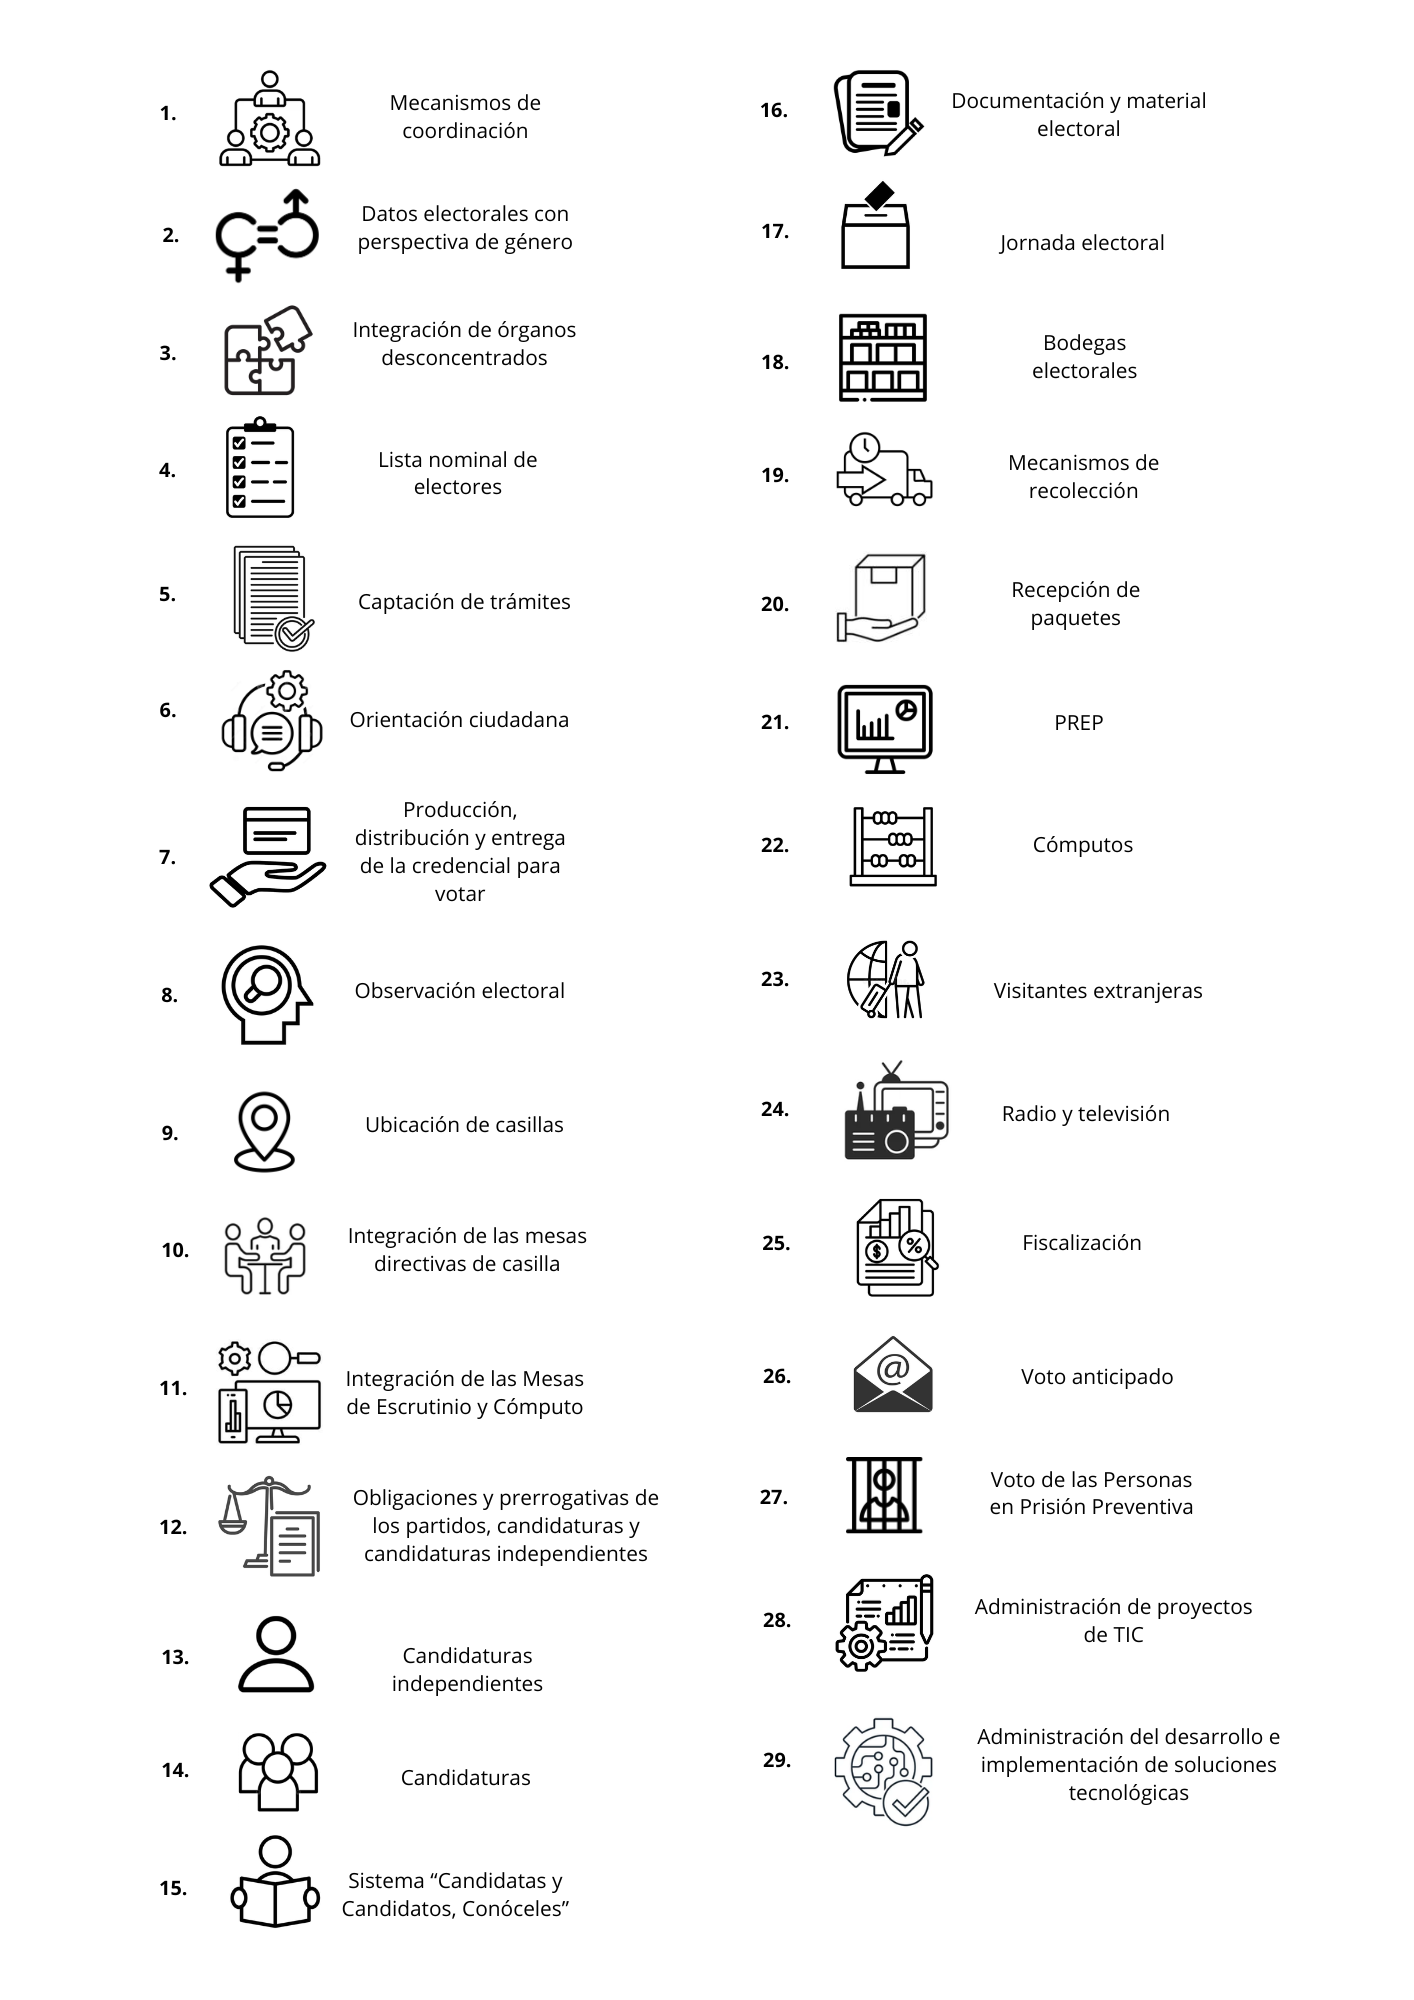 1.
Mecanismos de
coordinación
2.
Datos electorales con
perspectiva de género
3.
Integración de órganos
desconcentrados
4.
Lista nominal de
electores
5.
Captación de trámites
6.
Orientación ciudadana
7.
Producción,
distribución y entrega
de la credencial para
votar
8.
Observación electoral
9.
Ubicación de casillas
10.
Integración de las mesas
directivas de casilla
11.
Integración de las Mesas
de Escrutinio y Cómputo
12.
Obligaciones y prerrogativas de
los partidos, candidaturas y
candidaturas independientes
13.
Candidaturas
independientes
14.
Candidaturas
15.
Sistema “Candidatas y
Candidatos, Conóceles”
16.
Documentación y material
electoral
17.
Jornada electoral
18.
Bodegas
electorales
19.
Mecanismos de
recolección
20.
Recepción de
paquetes
21.
PREP
22.
Cómputos
23.
Visitantes extranjeras
24.
Radio y televisión
25.
$
%
Fiscalización
26.
@
Voto anticipado
27.
Voto de las Personas
en Prisión Preventiva
28.
Administración de proyectos
de TIC
29.
Administración del desarrollo e
implementación de soluciones
tecnológicas